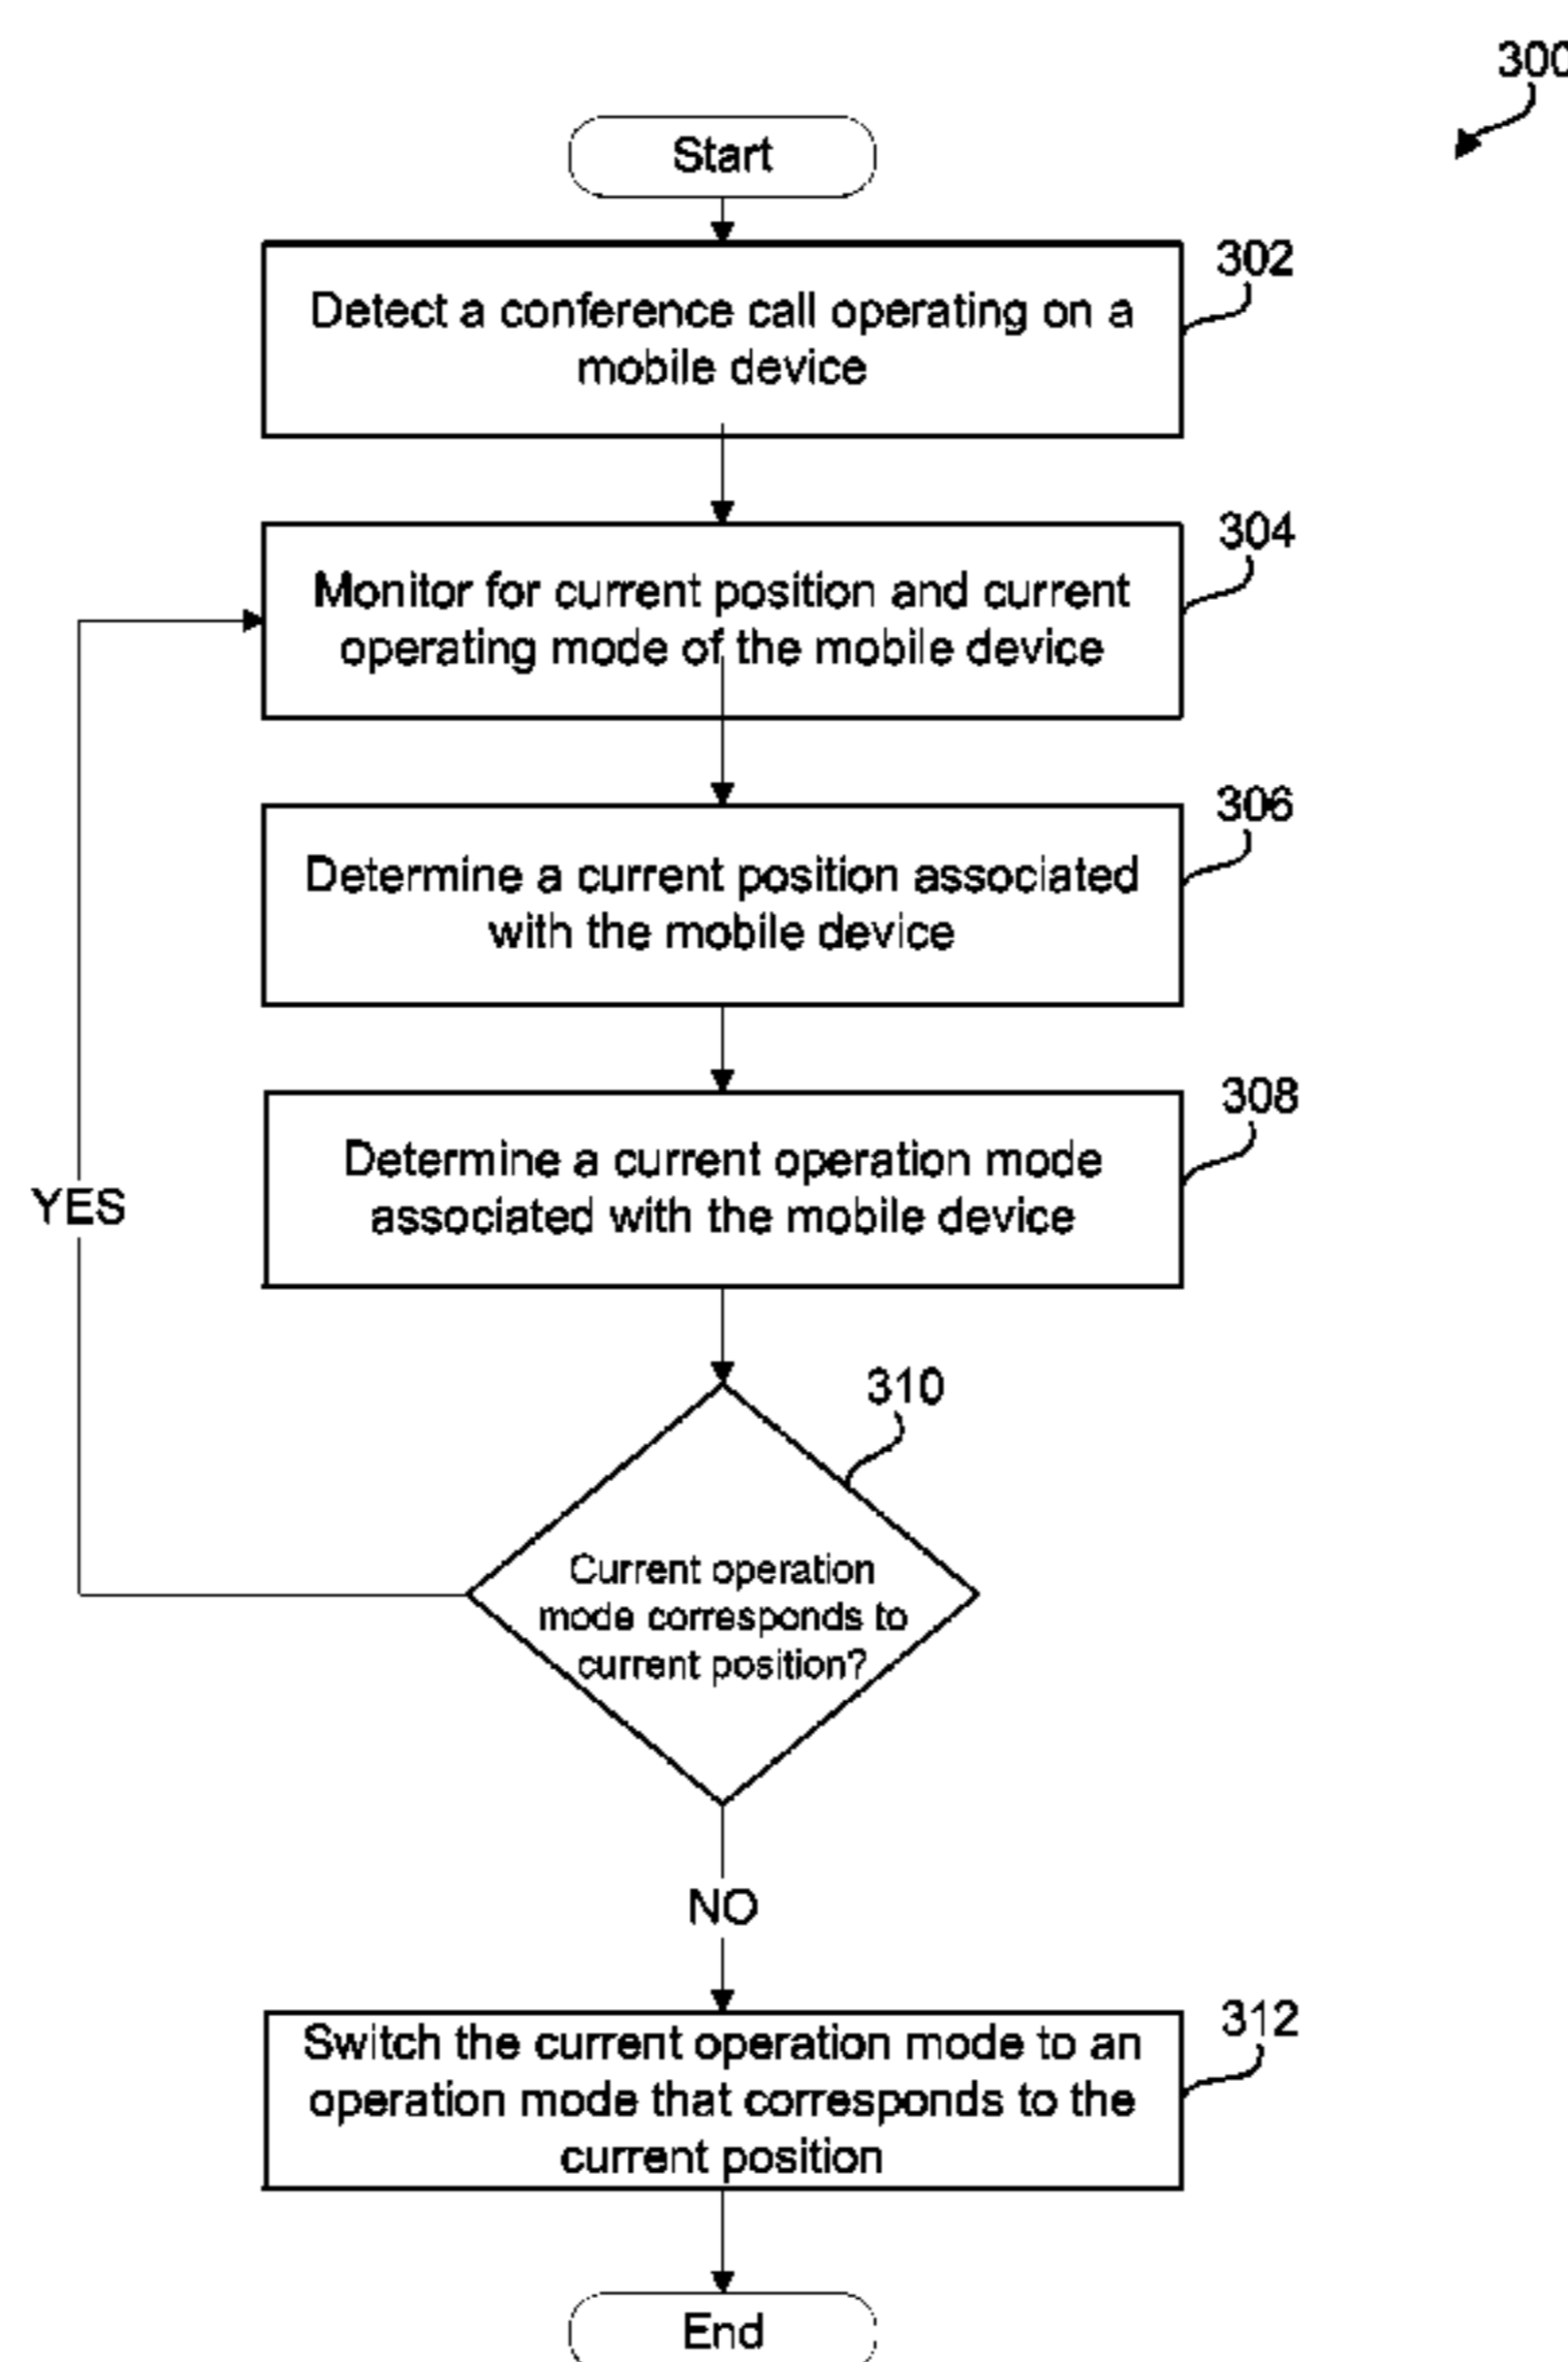 300
Start
302
Detect a conference call operating on a
mobile device
304
Monitor for current position and current
operating mode of the mobile device
306
Determine a current position associated
with the mobile device
308
Determine a current operation mode
associated with the mobile device
YES
310
Current operation
mode corresponds to
current position?
NO
312
Switch the current operation mode to an
operation mode that corresponds to the
current position
End